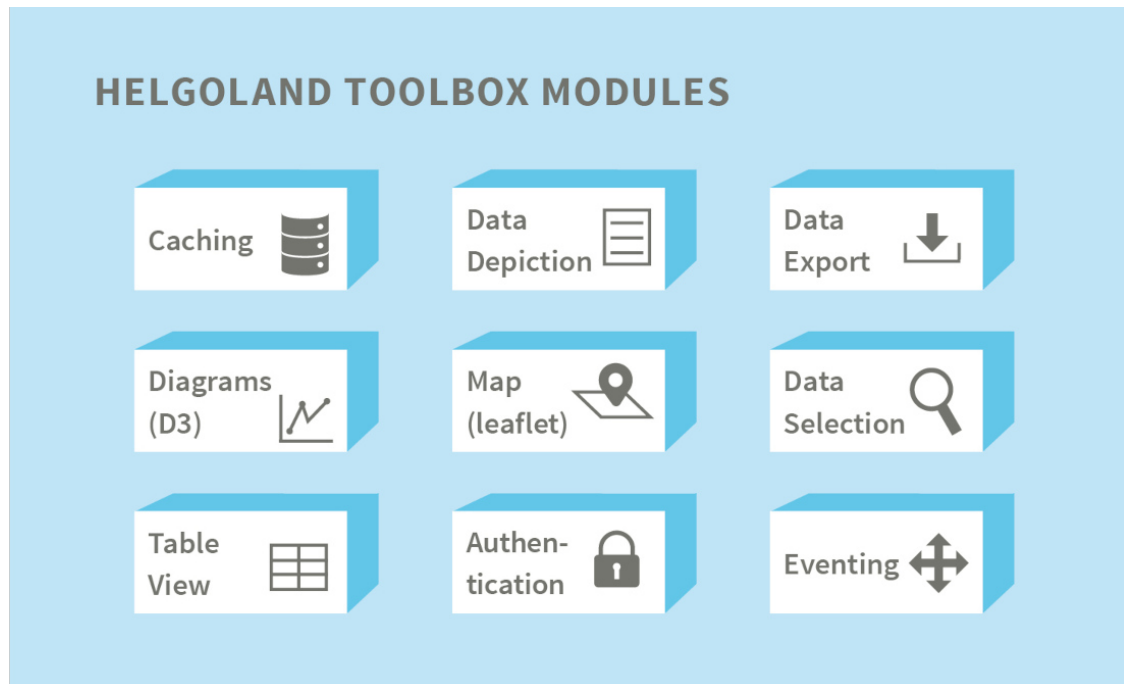 HELGOLAND TOOLBOX MODULES
Caching
Data
Depiction
Data
Export
Diagrams
(D3)
Map
(leaflet)
Data
Selection
Table
View
Authen-
tication
Eventing